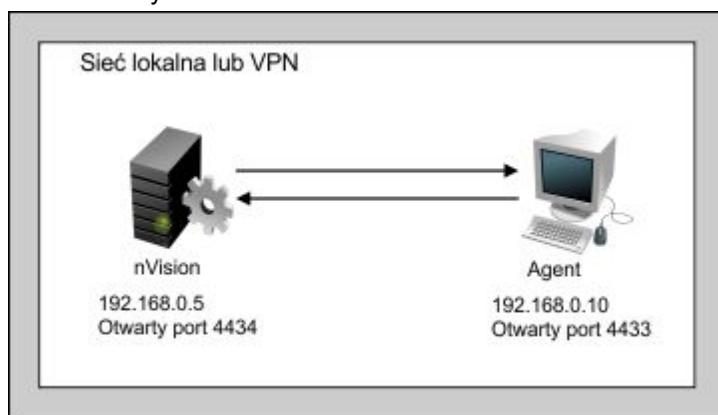 Sieć lokalna lub VPN
nVision
192.168.0.5
Otwarty port 4434
Agent
192.168.0.10
Otwarty port 4433